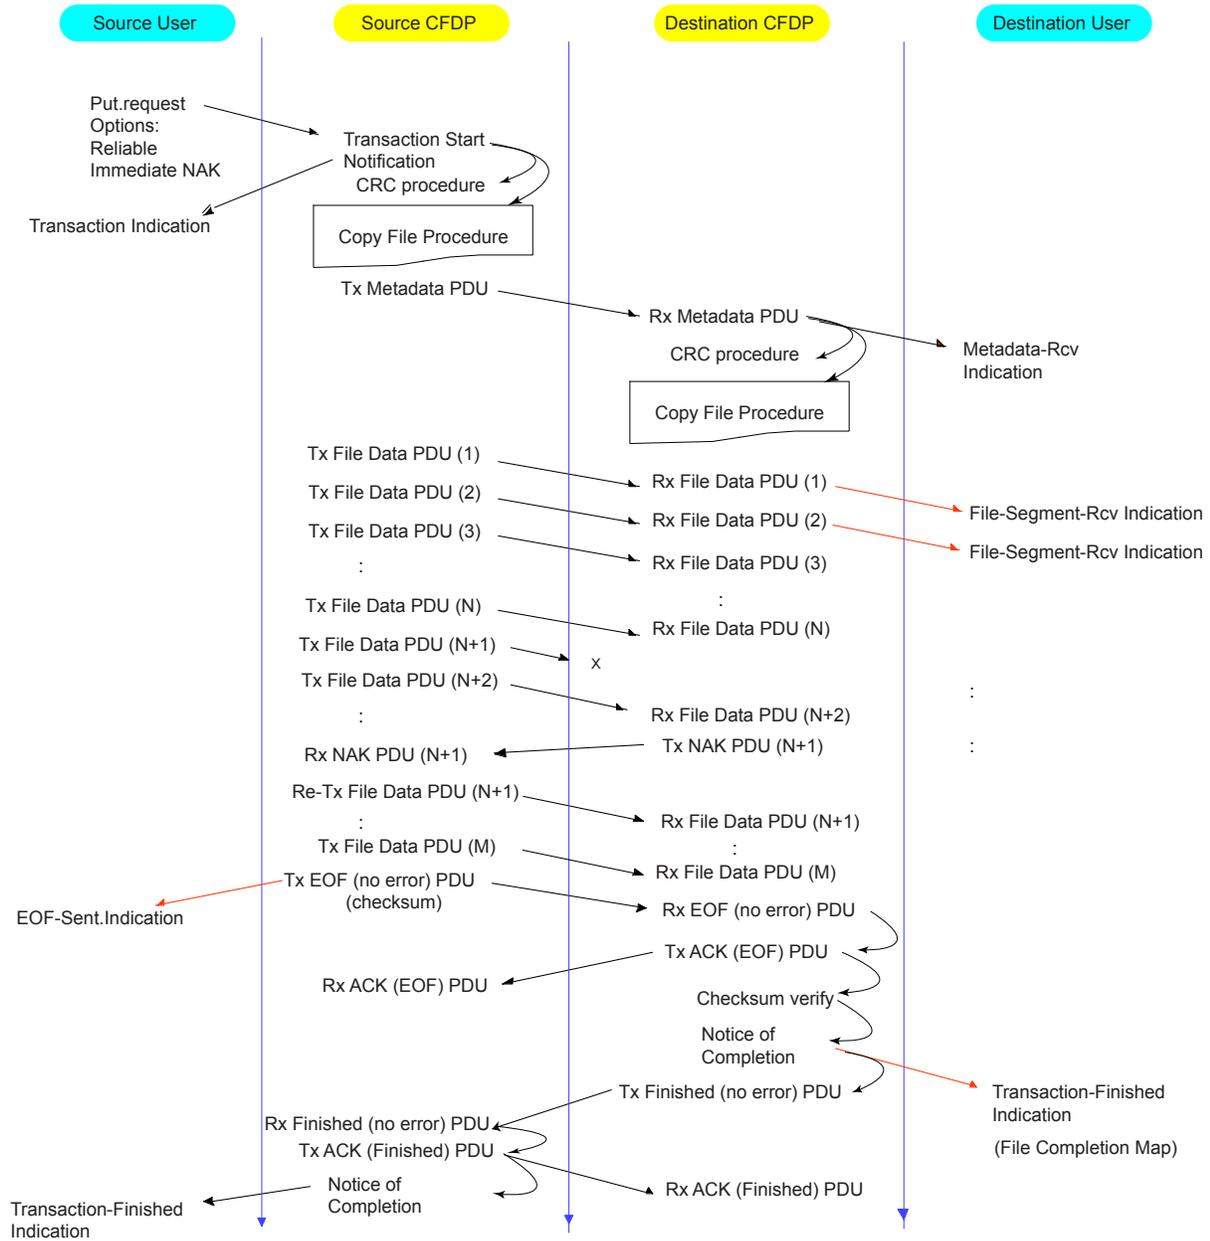 Source User
Source CFDP
Destination CFDP
Destination User
Put.request
Options:
Reliable
Immediate NAK
Transaction Start
Notification
CRC procedure
Transaction Indication
Copy File Procedure
Tx Metadata PDU
Rx Metadata PDU
CRC procedure
Metadata-Rcv
Indication
Copy File Procedure
Tx File Data PDU (1)
Rx File Data PDU (1)
File-Segment-Rcv Indication
Tx File Data PDU (2)
Rx File Data PDU (2)
File-Segment-Rcv Indication
Tx File Data PDU (3)
Rx File Data PDU (3)
:
:
Tx File Data PDU (N)
Rx File Data PDU (N)
Tx File Data PDU (N+1)
x
Tx File Data PDU (N+2)
:
Rx File Data PDU (N+2)
:
Tx NAK PDU (N+1)
:
Rx NAK PDU (N+1)
Re-Tx File Data PDU (N+1)
Rx File Data PDU (N+1)
:
:
Tx File Data PDU (M)
Rx File Data PDU (M)
Tx EOF (no error) PDU
(checksum)
EOF-Sent.Indication
Rx EOF (no error) PDU
Tx ACK (EOF) PDU
Rx ACK (EOF) PDU
Checksum verify
Notice of
Completion
Tx Finished (no error) PDU
Transaction-Finished
Indication
(File Completion Map)
Rx Finished (no error) PDU
Tx ACK (Finished) PDU
Rx ACK (Finished) PDU
Notice of
Completion
Transaction-Finished
Indication